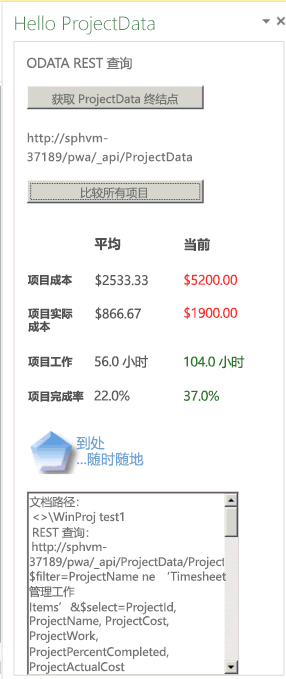 Hello ProjectData
ODATA REST 查询
获取 ProjectData 终结点
http://sphvm-
37189/pwa/_api/ProjectData
比较所有项目
平均 当前
项目成本 $2533.33 $5200.00
项目实际
成本 $866.67 $1900.00
项目工作 56.0 小时 104.0 小时
项目完成率 22.0% 37.0%
到处
...随时随地
文档路径：
<>\WinProj test1
REST 查询：
http://sphvm-
37189/pwa/_api/ProjectData/Project
$filter=ProjectName ne ‘Timesheet
管理工作
Items’ &$select=ProjectId,
ProjectName, ProjectCost,
ProjectWork,
ProjectPercentCompleted,
ProjectActualCost